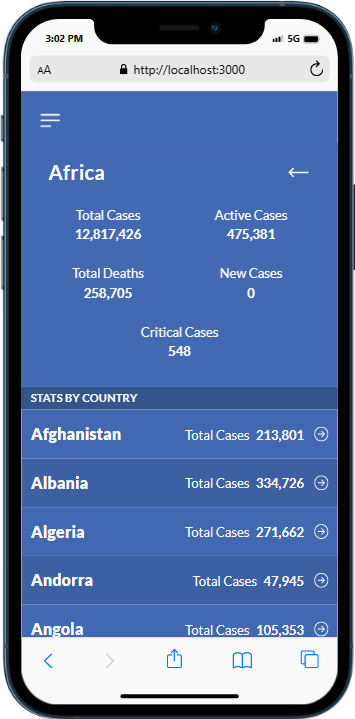 3:02 PM 5G
AA http://localhost:3000
Africa
Total Cases Active Cases
12,817,426 475,381
Total Deaths New Cases
258,705 0
Critical Cases
548
STATS BY COUNTRY
Afghanistan Total Cases 213,801
Albania Total Cases 334,726
Algeria Total Cases 271,662
Andorra Total Cases 47,945
Angola Total Cases 105,353